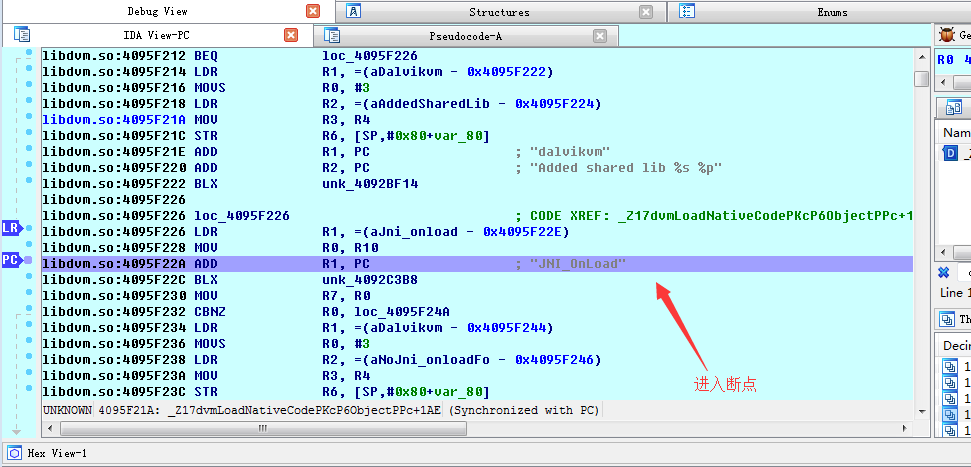 Debug View
Structures
Enums
IDA View-PC
Pseudocode-A
Ge
libdvm.so:4095F212 BEQ loc_4095F226
libdvm.so:4095F214 LDR R1, =(aDalvikvm - 0x4095F222)
libdvm.so:4095F216 MOVS R0, #3
libdvm.so:4095F218 LDR R2, =(aAddedSharedLib - 0x4095F224)
libdvm.so:4095F21A MOV R3, R4
libdvm.so:4095F21C STR R6, [SP,#0x80+var_80]
libdvm.so:4095F21E ADD R1, PC ; "dalvikvm"
libdvm.so:4095F220 ADD R2, PC ; "Added shared lib %s %p"
libdvm.so:4095F222 BLX unk_4092BF14
libdvm.so:4095F226
libdvm.so:4095F226 loc_4095F226 ; CODE XREF: _Z17dvmLoadNativeCodePKcP6ObjectPPc+1
LR
libdvm.so:4095F226 LDR R1, =(aJni_onload - 0x4095F22E)
libdvm.so:4095F228 MOV R0, R10
PC
libdvm.so:4095F22A ADD R1, PC ; "JNI_OnLoad"
libdvm.so:4095F22C BLX unk_4092C3B8
libdvm.so:4095F230 MOV R7, R0
libdvm.so:4095F232 CBNZ R0, loc_4095F24A
libdvm.so:4095F234 LDR R1, =(aDalvikvm - 0x4095F244)
libdvm.so:4095F236 MOVS R0, #3
libdvm.so:4095F238 LDR R2, =(aNoJni_onloadFo - 0x4095F246)
libdvm.so:4095F23A MOV R3, R4
libdvm.so:4095F23C STR R6, [SP,#0x80+var_80]
进入断点
UNKNOWN 4095F21A: _Z17dvmLoadNativeCodePKcP6ObjectPPc+1AE (Synchronized with PC)
Hex View-1
R0 4
Nam
D
Line 1
Th
Decir
1
1
1
1
1